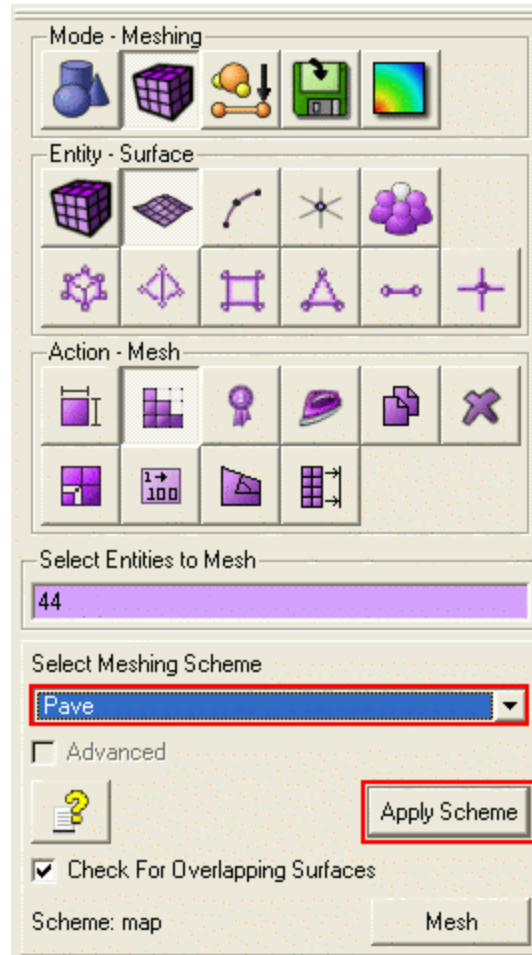 Mode - Meshing
Entity - Surface
Action - Mesh
1→
100
Select Entities to Mesh
44
Select Meshing Scheme
Pave
Advanced
?
Apply Scheme
Check For Overlapping Surfaces
Scheme: map
Mesh